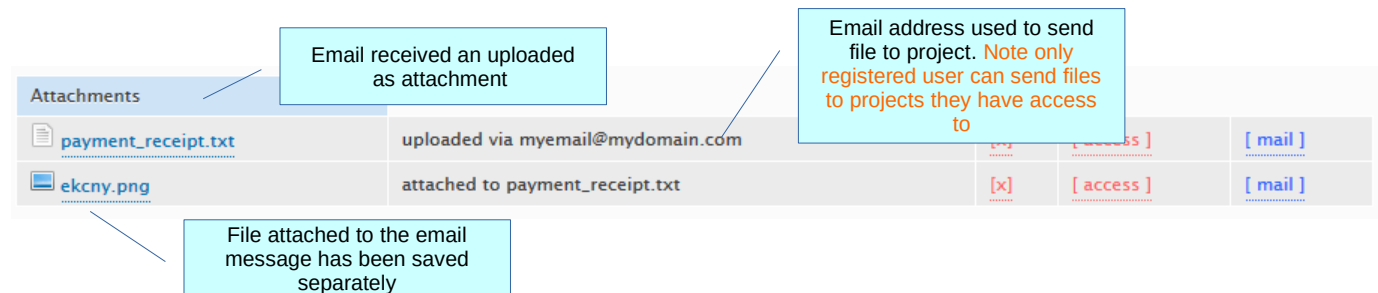 Email address used to send
file to project. Note only
registered user can send files
to projects they have access
to
Email received an uploaded
as attachment
Attachments
payment_receipt.txt uploaded via myemail@mydomain.com [x] [ access ] [ mail ]
ekcny.png attached to payment_receipt.txt [x] [ access ] [ mail ]
File attached to the email
message has been saved
separately